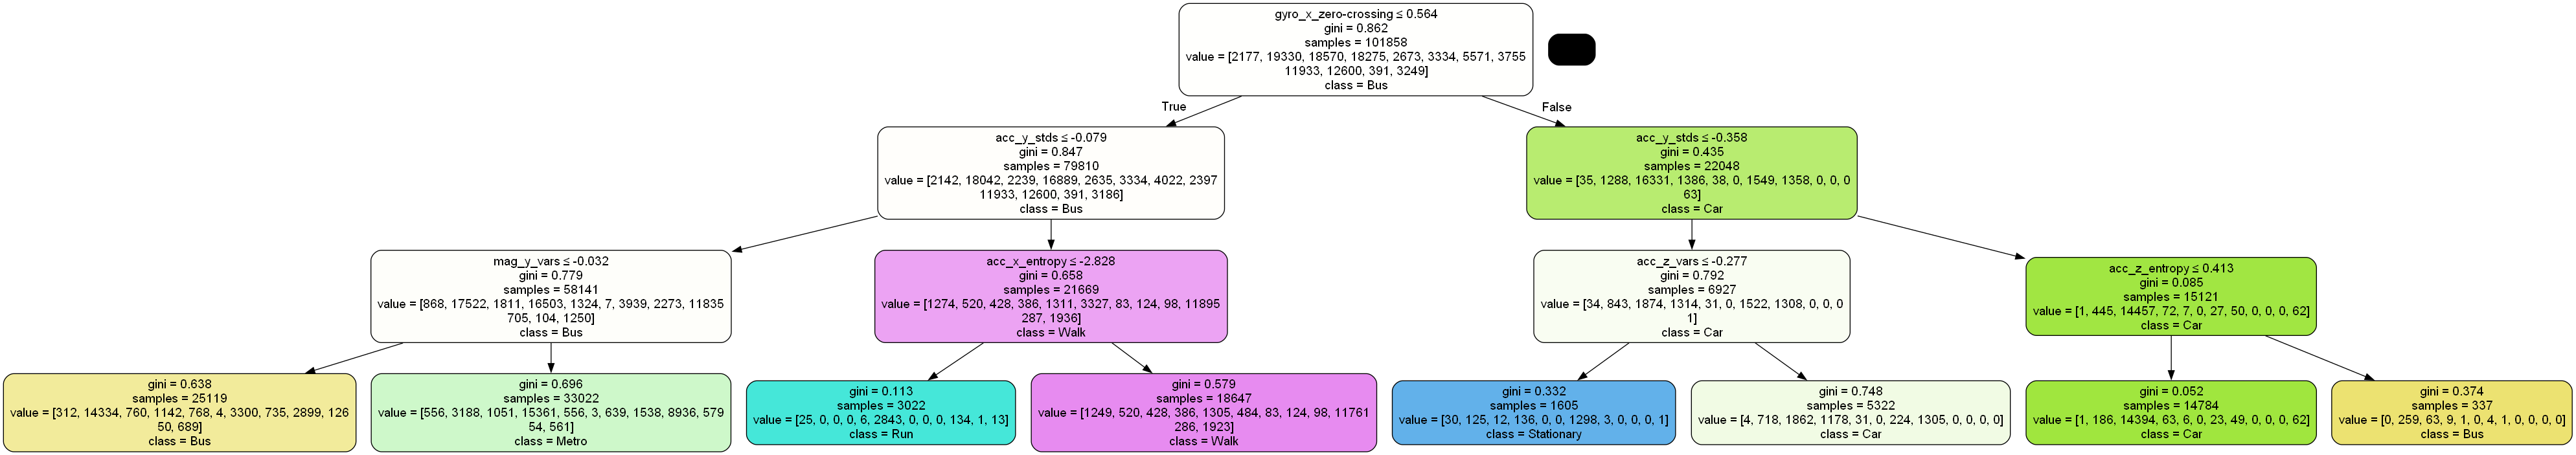 gyro_x_zero-crossing ≤ 0.564
gini = 0.862
samples = 101858
value = [2177, 19330, 18570, 18275, 2673, 3334, 5571, 3755
11933, 12600, 391, 3249]
class = Bus
True
False
acc_y_stds ≤ -0.079
gini = 0.847
samples = 79810
value = [2142, 18042, 2239, 16889, 2635, 3334, 4022, 2397
11933, 12600, 391, 3186]
class = Bus
acc_y_stds ≤ -0.358
gini = 0.435
samples = 22048
value = [35, 1288, 16331, 1386, 38, 0, 1549, 1358, 0, 0, 0
63]
class = Car
mag_y_vars ≤ -0.032
gini = 0.779
samples = 58141
value = [868, 17522, 1811, 16503, 1324, 7, 3939, 2273, 11835
705, 104, 1250]
class = Bus
acc_x_entropy ≤ -2.828
gini = 0.658
samples = 21669
value = [1274, 520, 428, 386, 1311, 3327, 83, 124, 98, 11895
287, 1936]
class = Walk
acc_z_vars ≤ -0.277
gini = 0.792
samples = 6927
value = [34, 843, 1874, 1314, 31, 0, 1522, 1308, 0, 0, 0
1]
class = Car
acc_z_entropy ≤ 0.413
gini = 0.085
samples = 15121
value = [1, 445, 14457, 72, 7, 0, 27, 50, 0, 0, 0, 62]
class = Car
gini = 0.638
samples = 25119
value = [312, 14334, 760, 1142, 768, 4, 3300, 735, 2899, 126
50, 689]
class = Bus
gini = 0.696
samples = 33022
value = [556, 3188, 1051, 15361, 556, 3, 639, 1538, 8936, 579
54, 561]
class = Metro
gini = 0.113
samples = 3022
value = [25, 0, 0, 0, 6, 2843, 0, 0, 0, 134, 1, 13]
class = Run
gini = 0.579
samples = 18647
value = [1249, 520, 428, 386, 1305, 484, 83, 124, 98, 11761
286, 1923]
class = Walk
gini = 0.332
samples = 1605
value = [30, 125, 12, 136, 0, 0, 1298, 3, 0, 0, 0, 1]
class = Stationary
gini = 0.748
samples = 5322
value = [4, 718, 1862, 1178, 31, 0, 224, 1305, 0, 0, 0, 0]
class = Car
gini = 0.052
samples = 14784
value = [1, 186, 14394, 63, 6, 0, 23, 49, 0, 0, 0, 62]
class = Car
gini = 0.374
samples = 337
value = [0, 259, 63, 9, 1, 0, 4, 1, 0, 0, 0, 0]
class = Bus